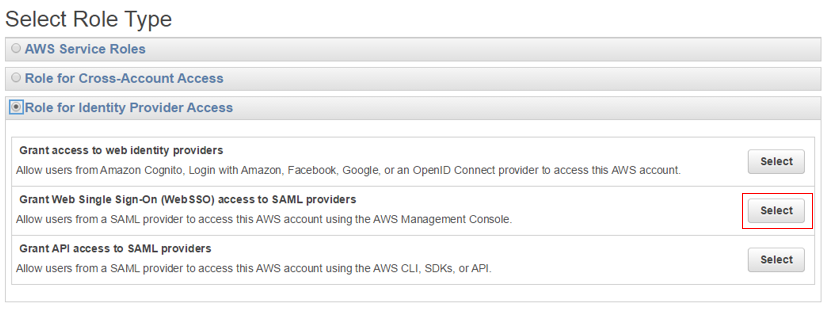 Select Role Type
AWS Service Roles
Role for Cross-Account Access
Role for Identity Provider Access
Grant access to web identity providers
Allow users from Amazon Cognito, Login with Amazon, Facebook, Google, or an OpenID Connect provider to access this AWS account.
Select
Grant Web Single Sign-On (WebSSO) access to SAML providers
Allow users from a SAML provider to access this AWS account using the AWS Management Console.
Select
Grant API access to SAML providers
Allow users from a SAML provider to access this AWS account using the AWS CLI, SDKs, or API.
Select